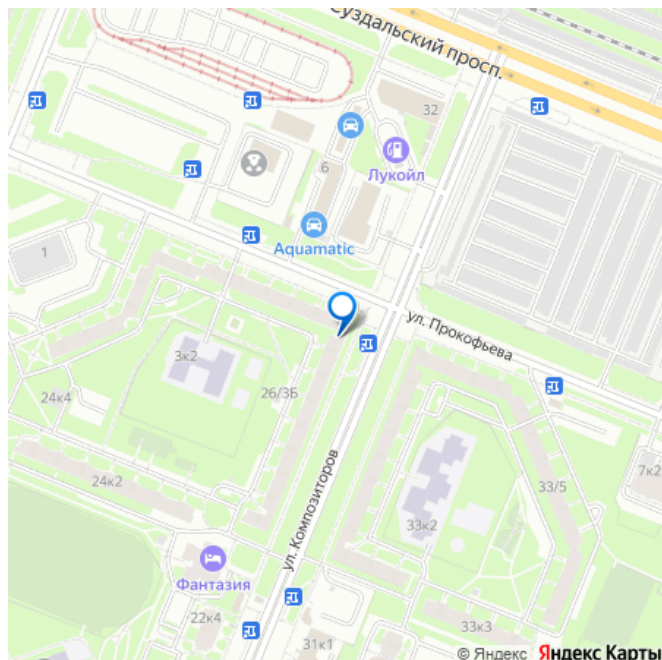 Суздальский просп.
32
Лукойл
6
Aquamatic
1
ул. Прокофьева
3к2
26/3Б
24к4
24к2
ул. Композиторов
33/5
7к2
33к2
Фантазия
22к4
31к1
33к3
© Яндекс Яндекс Карты